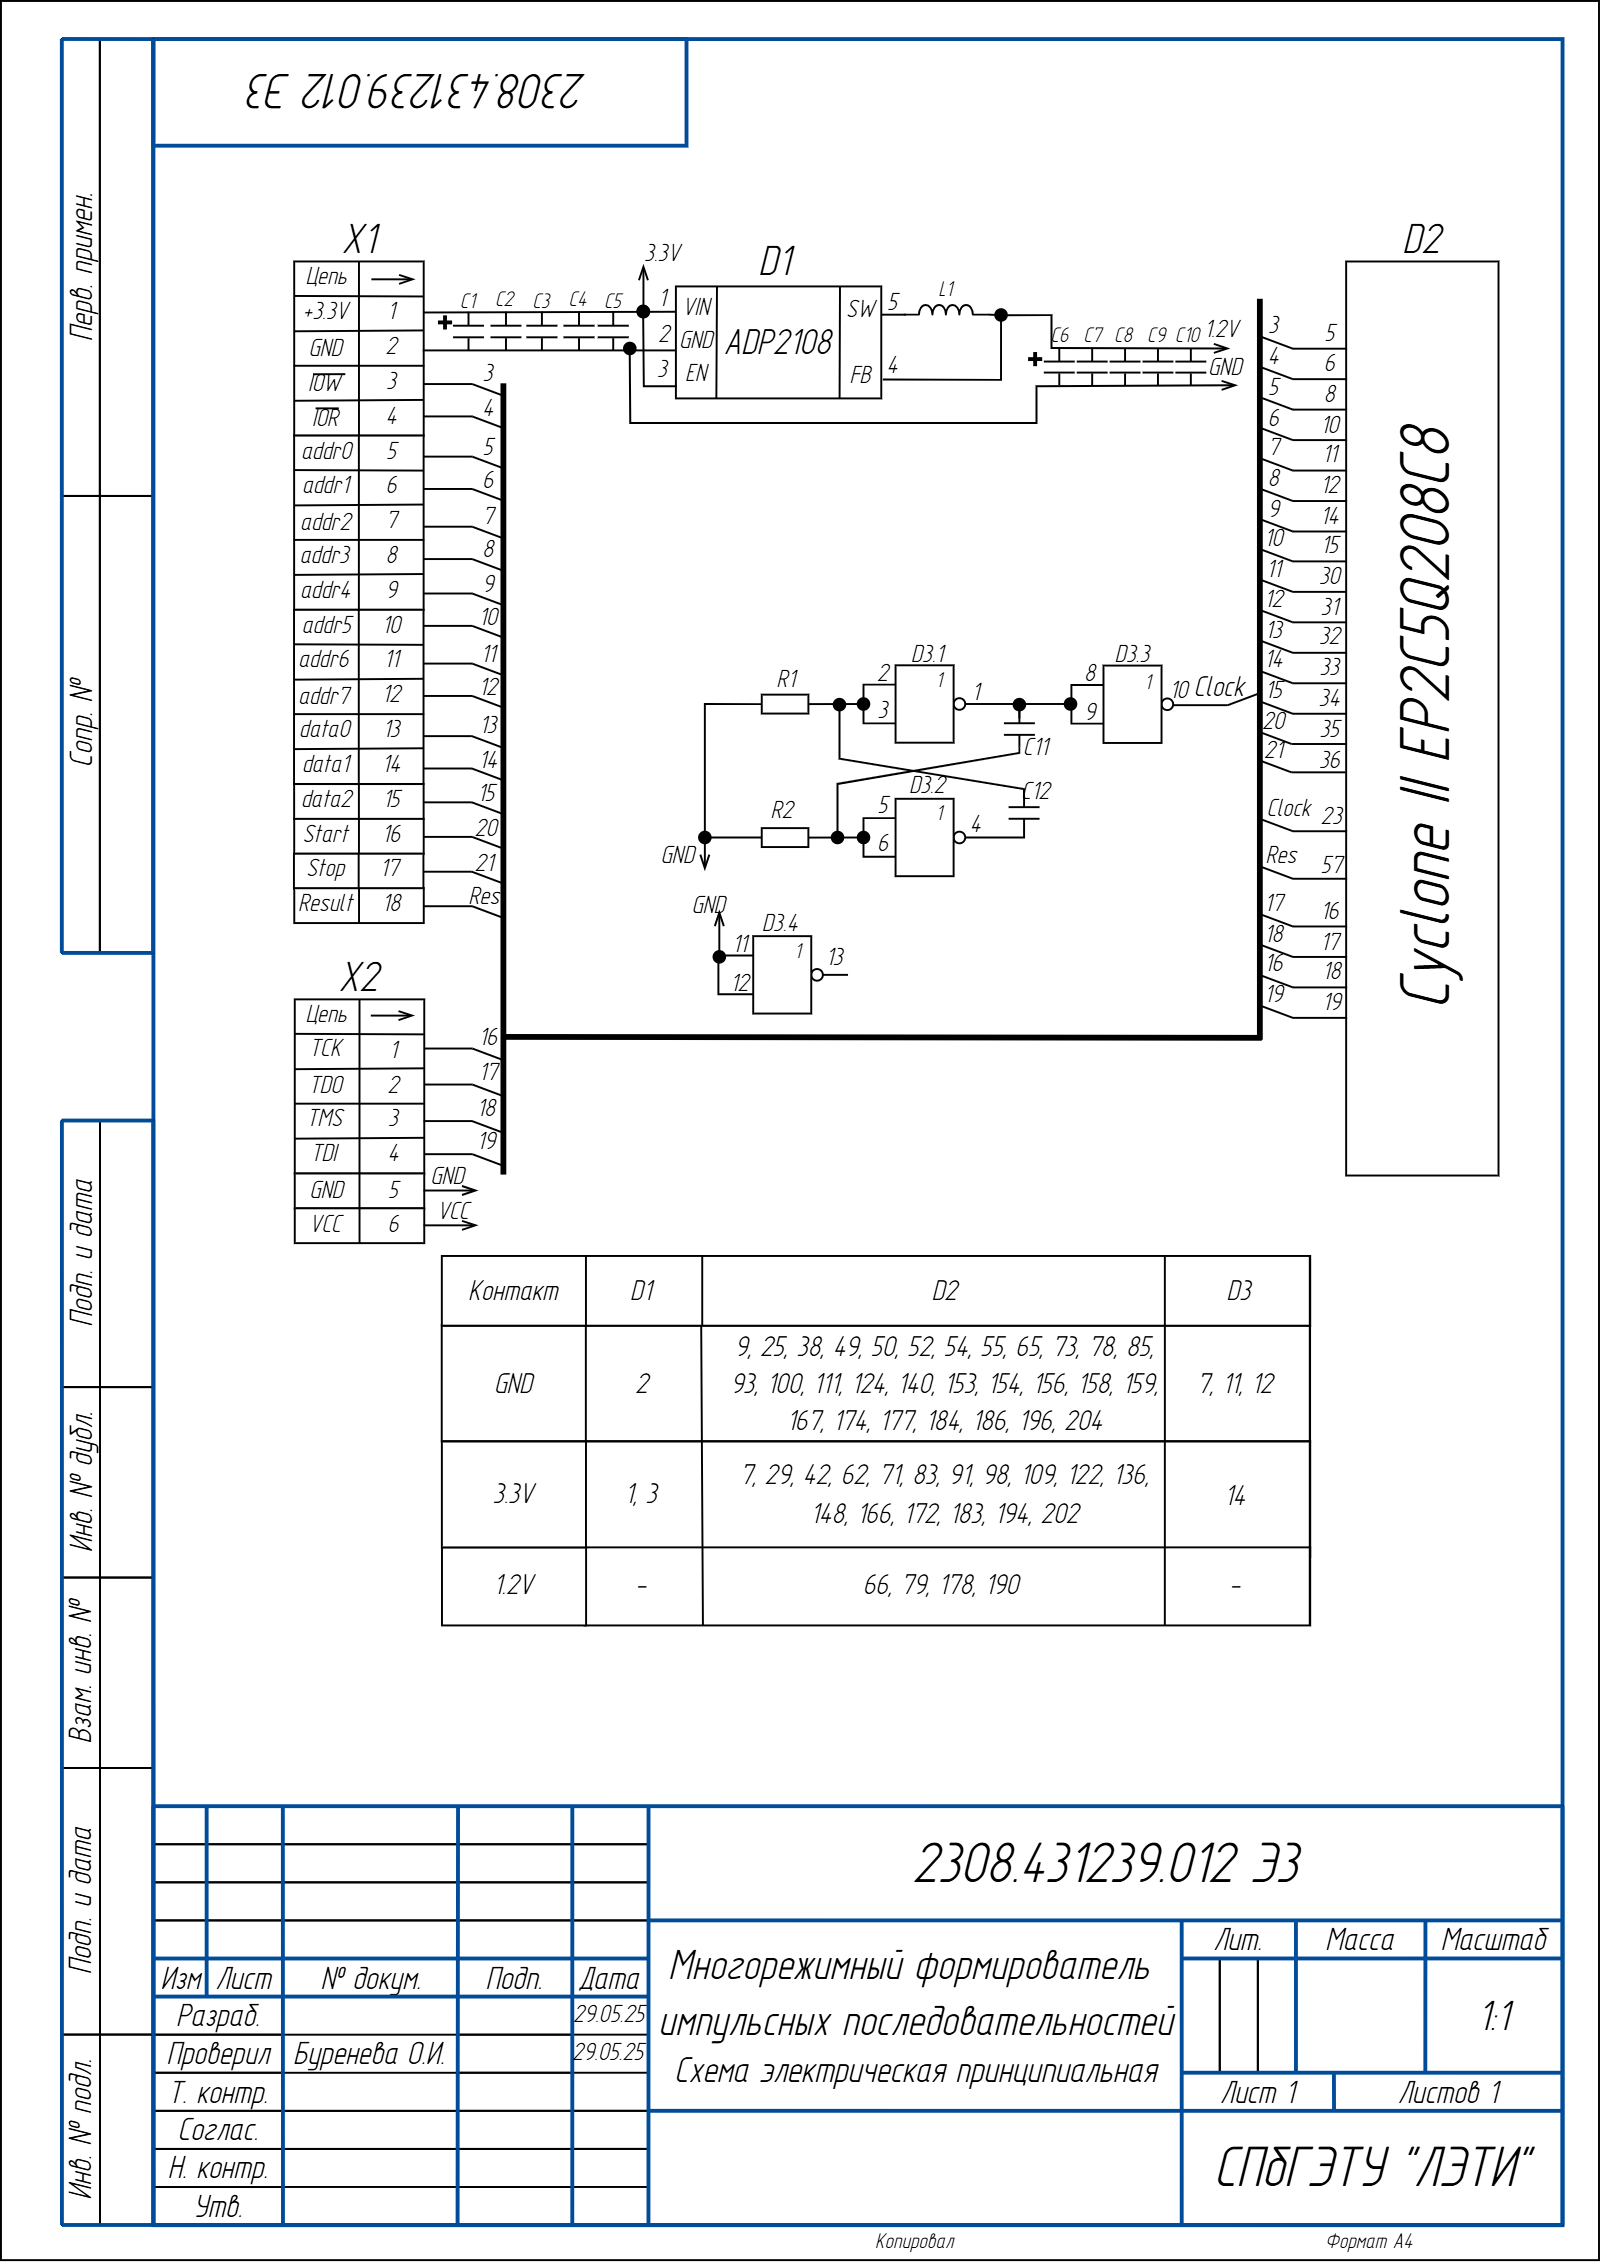 2308.431239.012 ЭЗ
Перв. примен.
Сопр. №
Подп. и дата
Инв. № дубл.
Взам. инв. №
Подп. и дата
Инв. № подл.
X1
Цепь
+3.3V 1
GND 2
IOW 3
IOR 4
addr0 5
addr1 6
addr2 7
addr3 8
addr4 9
addr5 10
addr6 11
addr7 12
data0 13
data1 14
data2 15
Start 16
Stop 17
Result 18
3
4
5
6
7
8
9
10
11
12
13
14
15
20
21
Res
C1 C2 C3 C4 C5
3.3V
D1
1 VIN
2 GND
3 EN
ADP2108
SW 5
FB 4
L1
C6 C7 C8 C9 C10
1.2V
GND
D2
Cyclone II EP2C5Q208C8
3 5
4 6
5 8
6 10
7 11
8 12
9 14
10 15
11 30
12 31
13 32
14 33
15 34
20 35
21 36
Clock 23
Res 57
17 16
18 17
16 18
19 19
R1
D3.1
2
3
1
1
C11
D3.3
8
9
1
10 Clock
R2
D3.2
5
6
1
4
C12
GND
GND
D3.4
11
12
1
13
X2
Цепь
TCK 1
TDO 2
TMS 3
TDI 4
GND 5
VCC 6
16
17
18
19
GND
VCC
Контакт D1 D2 D3
GND 2 9, 25, 38, 49, 50, 52, 54, 55, 65, 73, 78, 85,
93, 100, 111, 124, 140, 153, 154, 156, 158, 159,
167, 174, 177, 184, 186, 196, 204
7, 11, 12
3.3V 1, 3 7, 29, 42, 62, 71, 83, 91, 98, 109, 122, 136,
148, 166, 172, 183, 194, 202
14
1.2V - 66, 79, 178, 190 -
2308.431239.012 ЭЗ
Изм Лист № докум. Подп. Дата
Разраб. 29.05.25
Проверил Буренева О.И. 29.05.25
Т. контр.
Соглас.
Н. контр.
Утв.
Многорежимный формирователь
импульсных последовательностей
Схема электрическая принципиальная
Лит. Масса Масштаб
1:1
Лист 1 Листов 1
СПбГЭТУ "ЛЭТИ"
Копировал Формат А4